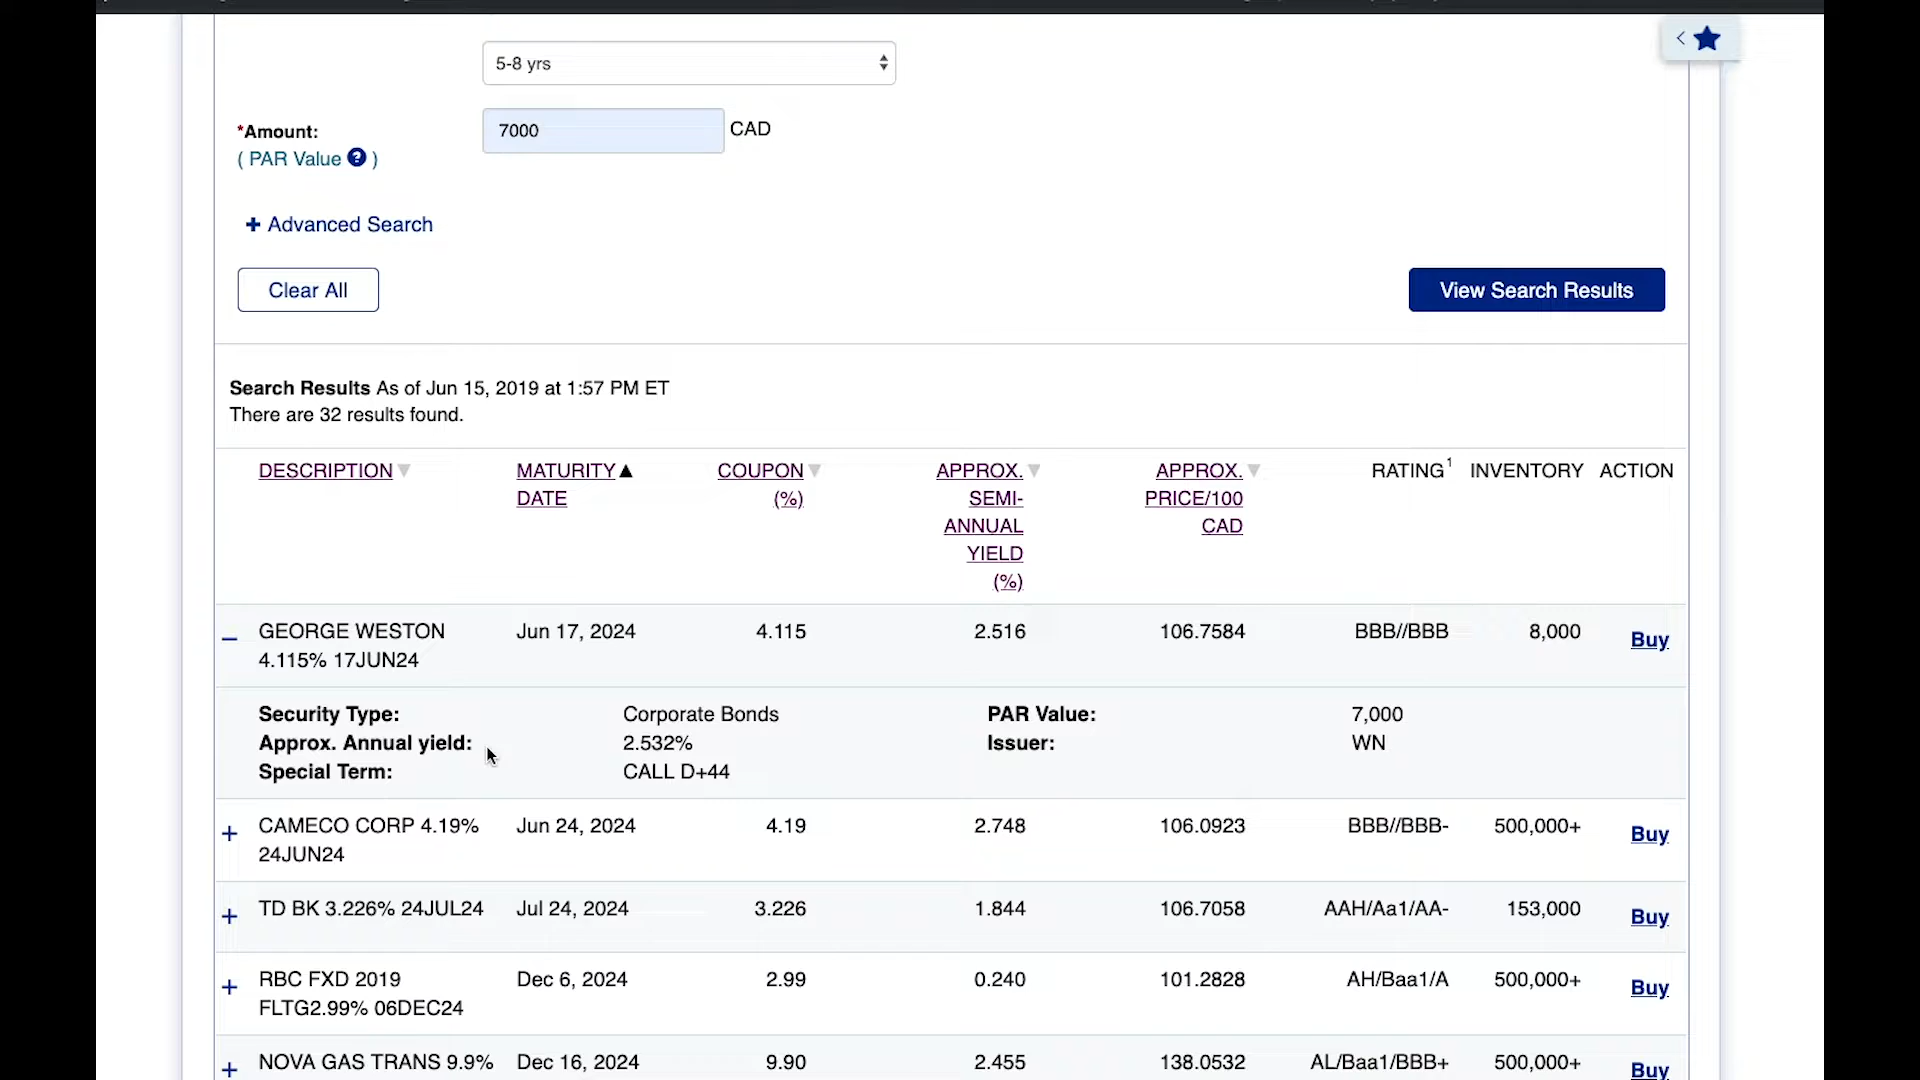 5-8 yrs
*Amount: 7000 CAD
( PAR Value ? )
+ Advanced Search
Clear All View Search Results
Search Results As of Jun 15, 2019 at 1:57 PM ET
There are 32 results found.
DESCRIPTION▼ MATURITY▲ COUPON▼ APPROX.▼ APPROX.▼ RATING1 INVENTORY ACTION
DATE (%) SEMI- PRICE/100
ANNUAL CAD
YIELD
(%)
− GEORGE WESTON Jun 17, 2024 4.115 2.516 106.7584 BBB//BBB 8,000 Buy
4.115% 17JUN24
Security Type: Corporate Bonds PAR Value: 7,000
Approx. Annual yield: 2.532% Issuer: WN
Special Term: CALL D+44
+ CAMECO CORP 4.19% Jun 24, 2024 4.19 2.748 106.0923 BBB//BBB- 500,000+ Buy
24JUN24
+ TD BK 3.226% 24JUL24 Jul 24, 2024 3.226 1.844 106.7058 AAH/Aa1/AA- 153,000 Buy
+ RBC FXD 2019 Dec 6, 2024 2.99 0.240 101.2828 AH/Baa1/A 500,000+ Buy
FLTG2.99% 06DEC24
+ NOVA GAS TRANS 9.9% Dec 16, 2024 9.90 2.455 138.0532 AL/Baa1/BBB+ 500,000+ Buy